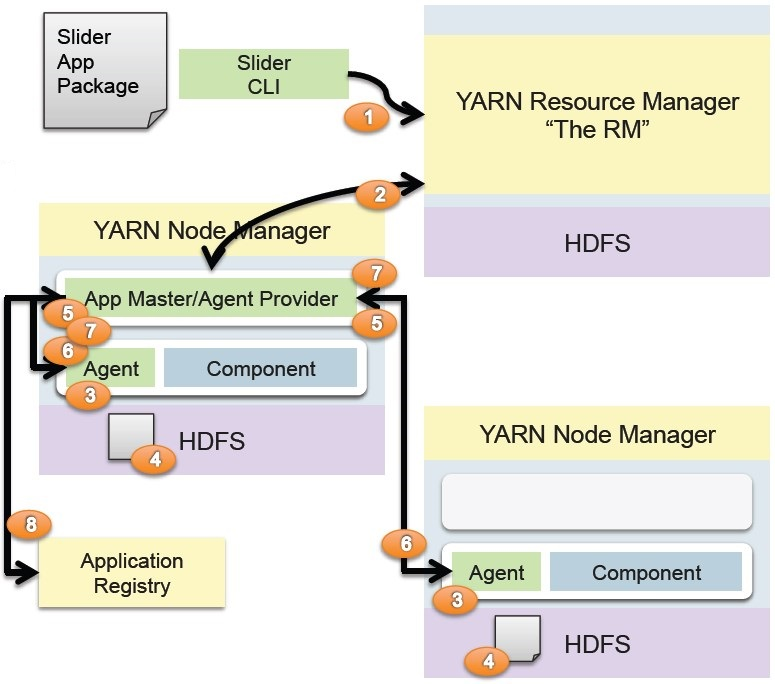 Slider
App
Package
Slider
CLI
1
YARN Resource Manager
“The RM”
2
HDFS
YARN Node Manager
7
App Master/Agent Provider
5
5
7
6
Agent
Component
3
HDFS
4
YARN Node Manager
8
Application
Registry
6
Agent
Component
3
HDFS
4